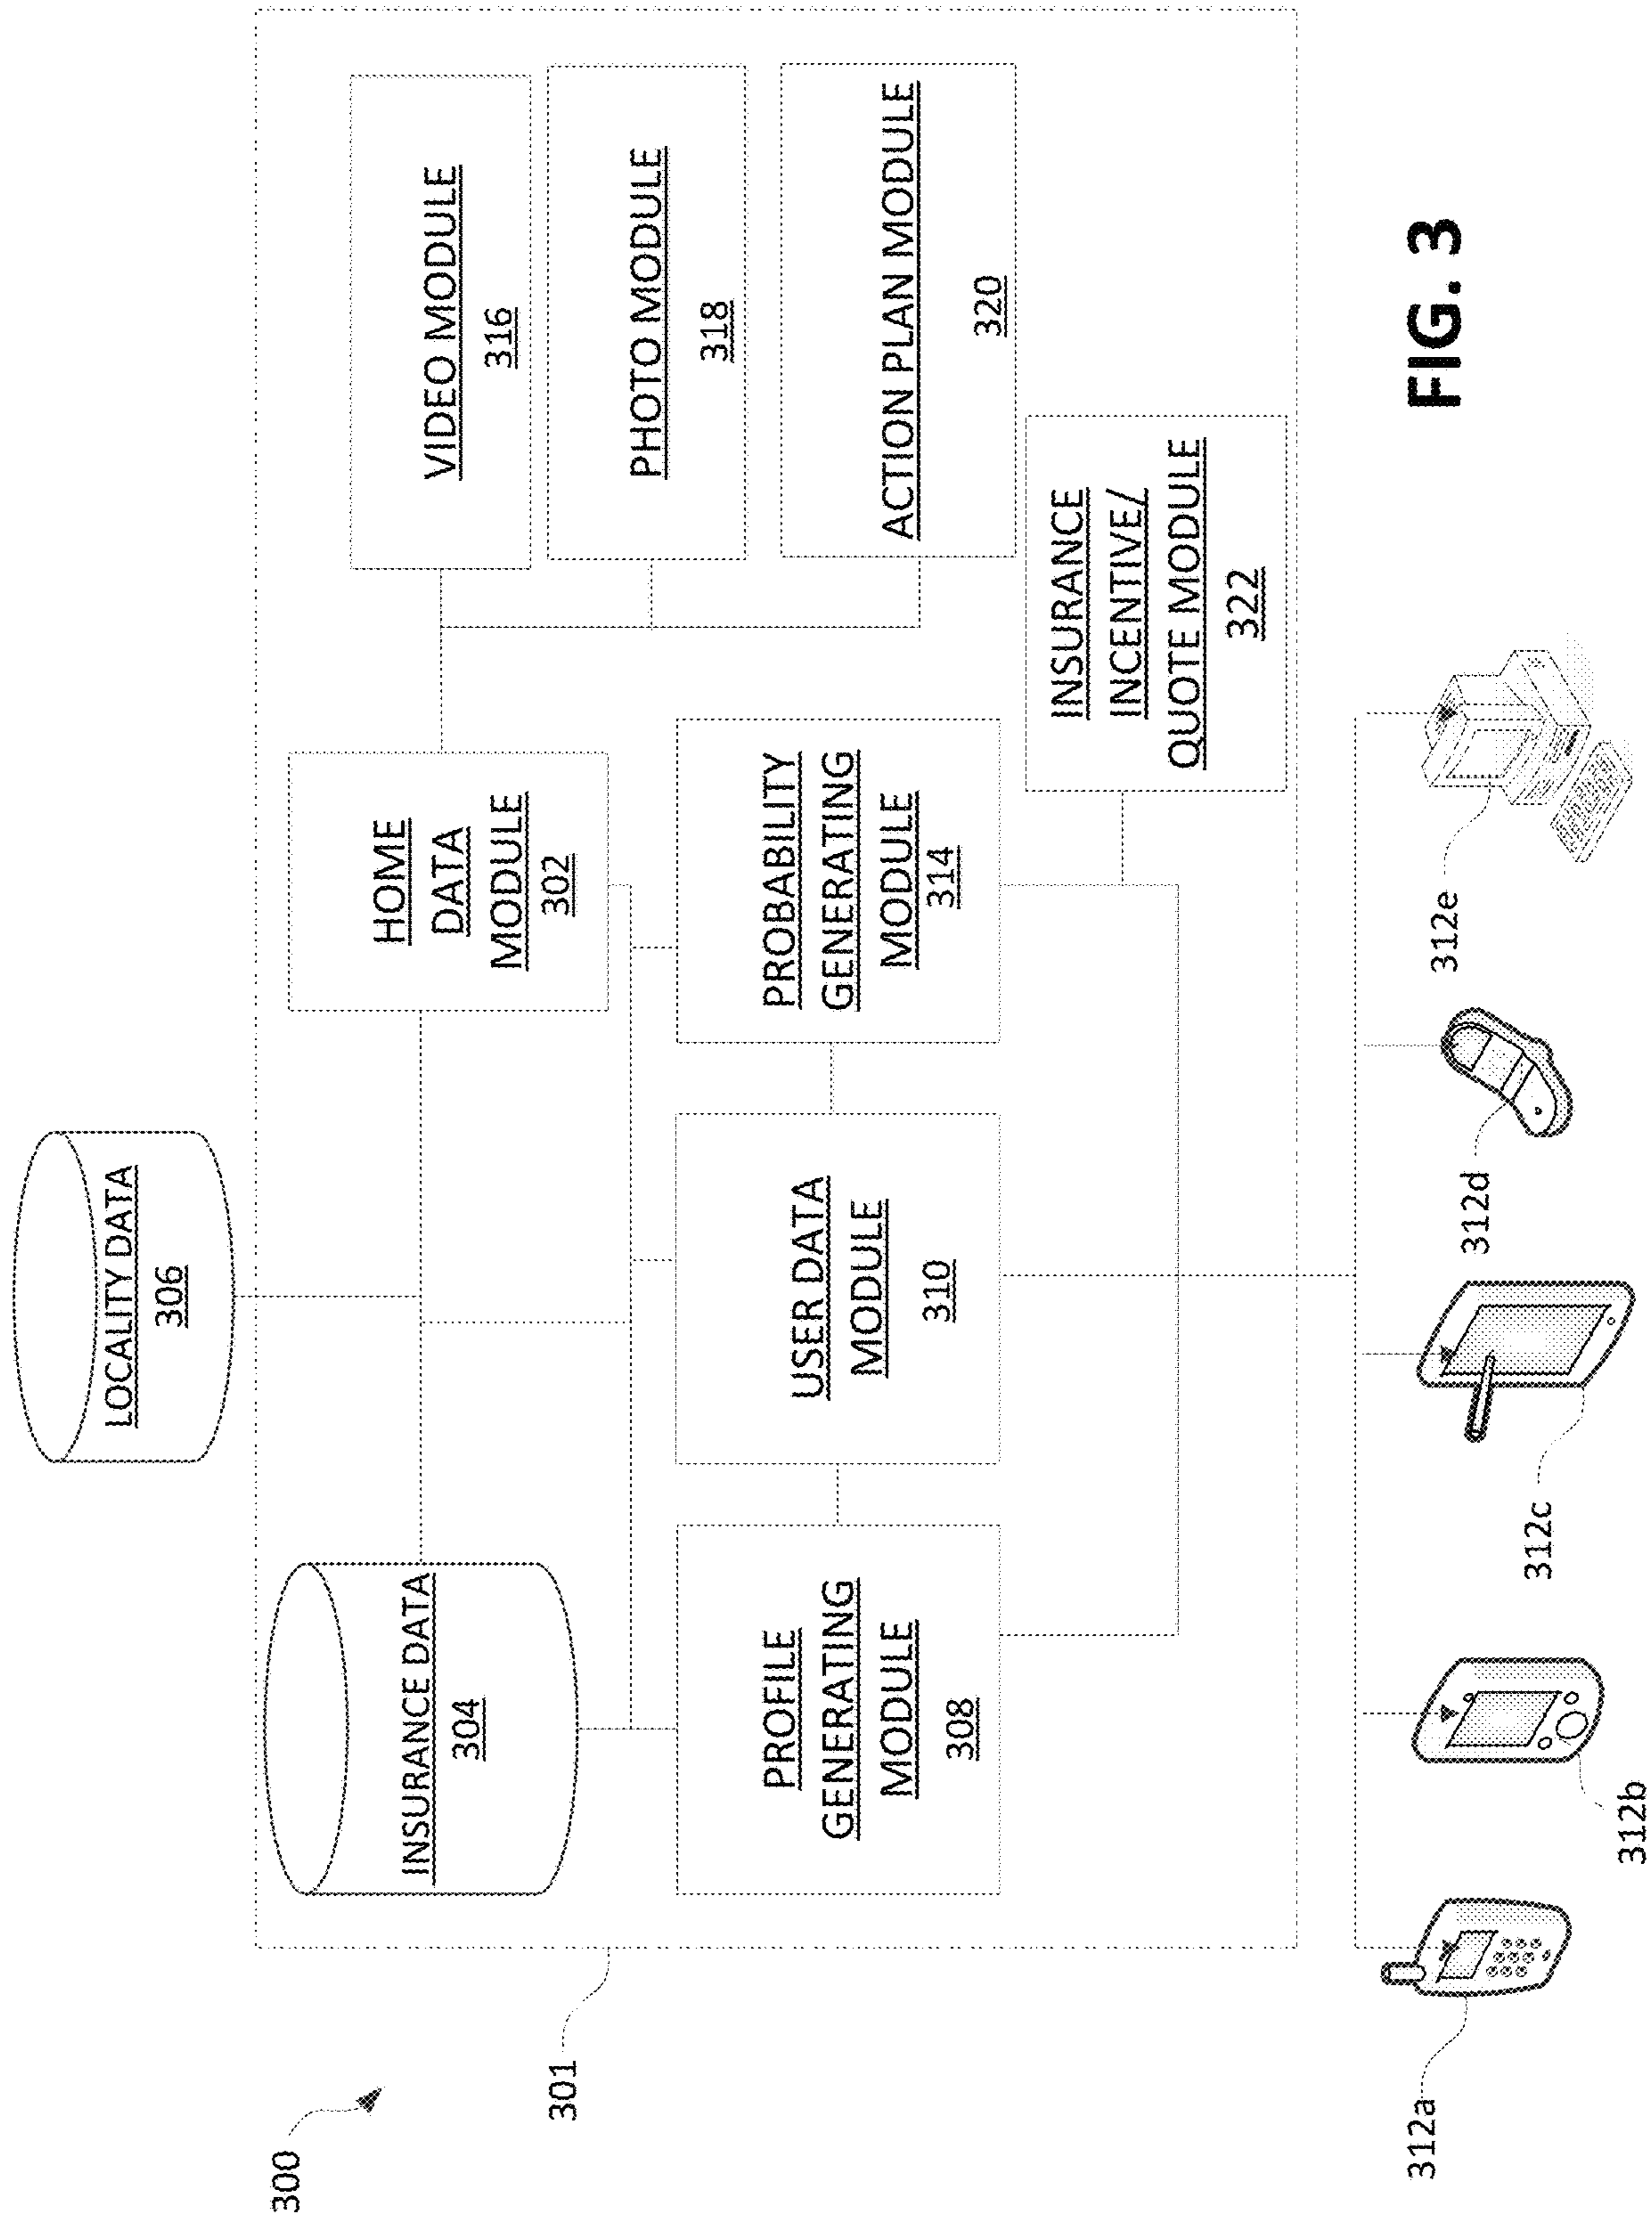 300
301
LOCALITY DATA
306
INSURANCE DATA
304
HOME
DATA
MODULE
302
VIDEO MODULE
316
PHOTO MODULE
318
ACTION PLAN MODULE
320
PROFILE
GENERATING
MODULE
308
USER DATA
MODULE
310
PROBABILITY
GENERATING
MODULE
314
INSURANCE
INCENTIVE/
QUOTE MODULE
322
312a
312b
312c
312d
312e
FIG. 3